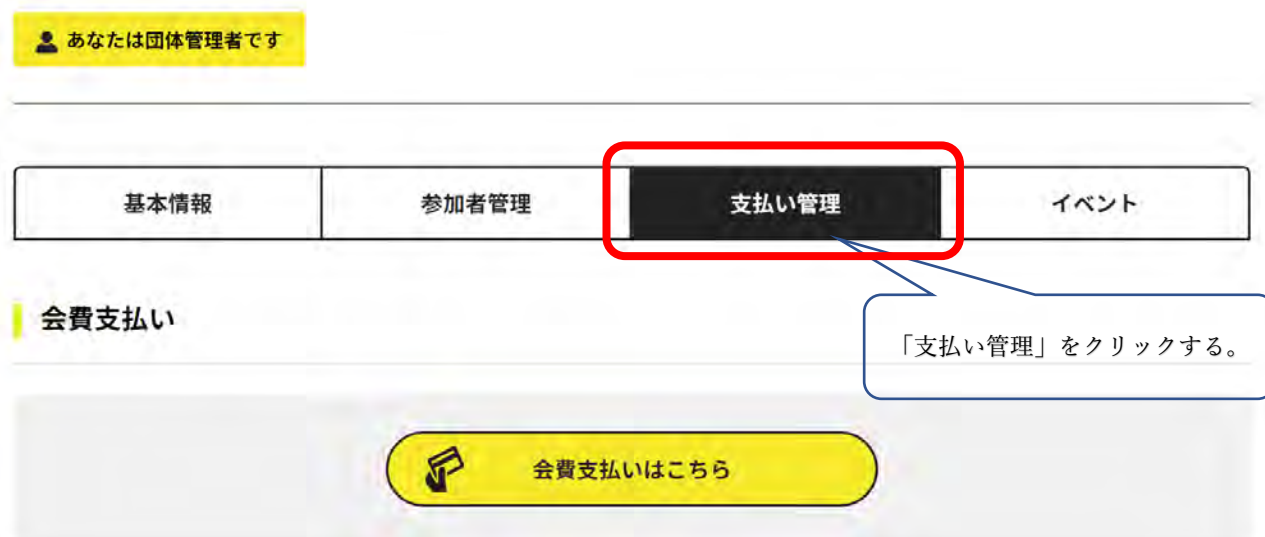 あなたは団体管理者です
基本情報
参加者管理
支払い管理
イベント
会費支払い
「支払い管理」をクリックする。
会費支払いはこちら